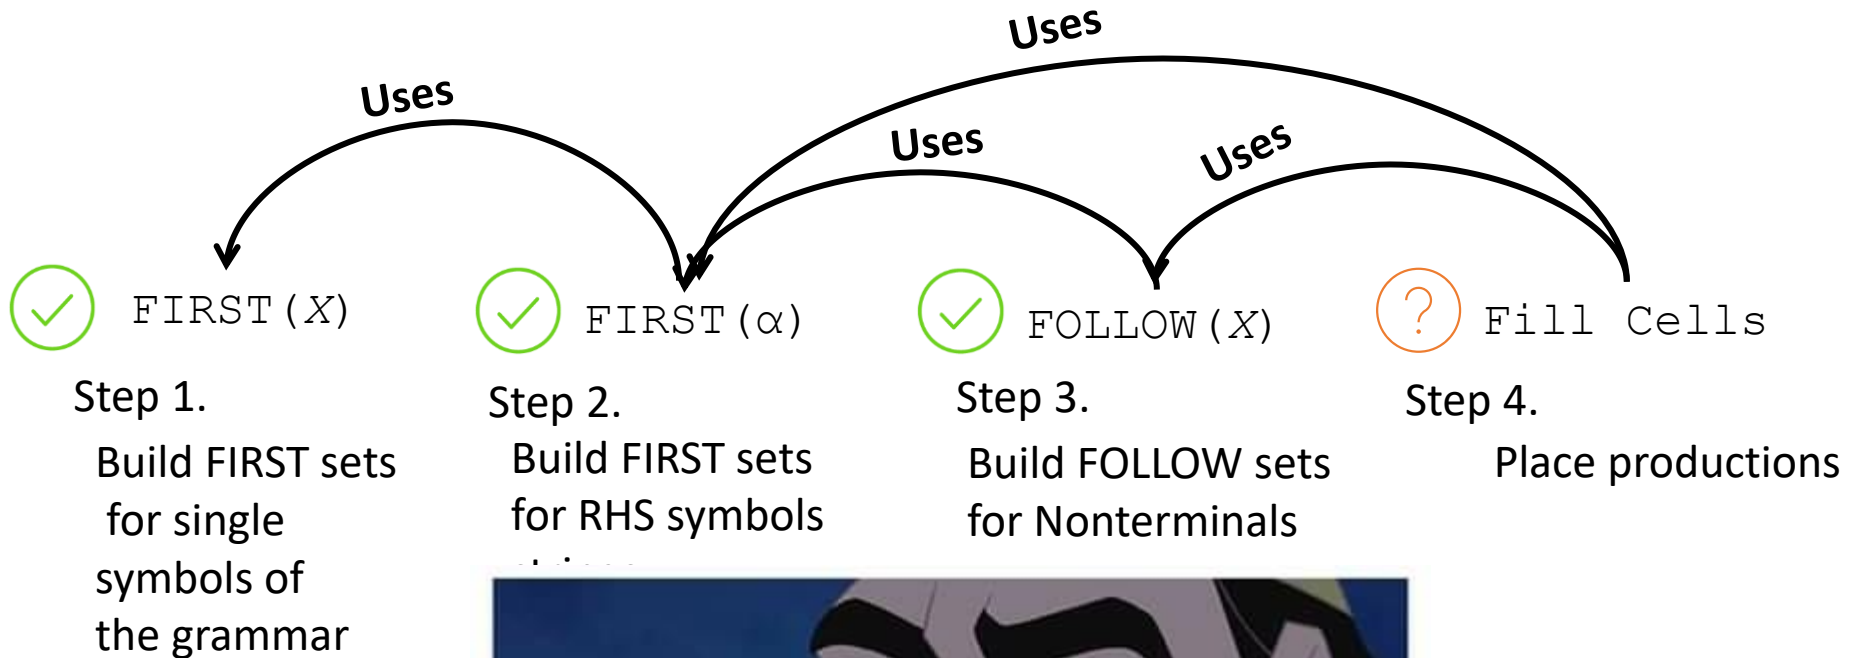 Uses
Uses
Uses
Uses
FIRST(X)
FIRST(α)
FOLLOW(X)
Fill Cells
Step 1.
Build FIRST sets
for single
symbols of
the grammar
Step 2.
Build FIRST sets
for RHS symbols
Step 3.
Build FOLLOW sets
for Nonterminals
Step 4.
Place productions